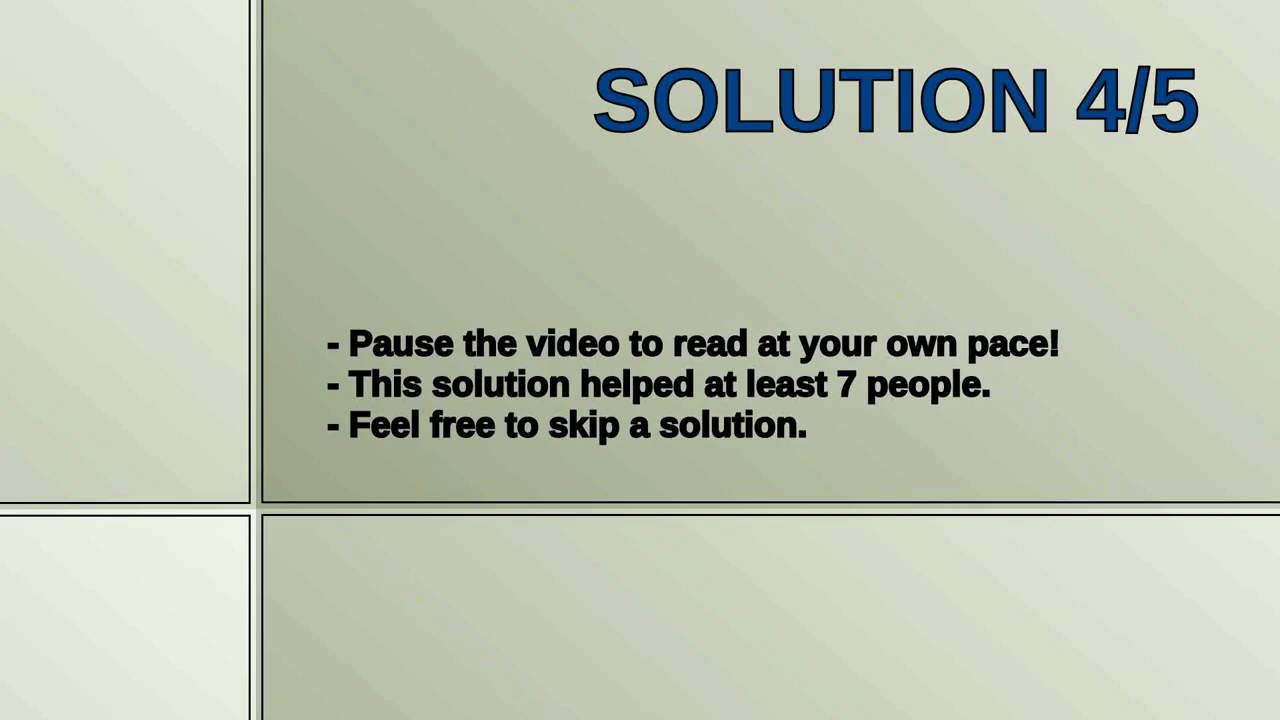 SOLUTION 4/5
- Pause the video to read at your own pace!
- This solution helped at least 7 people.
- Feel free to skip a solution.